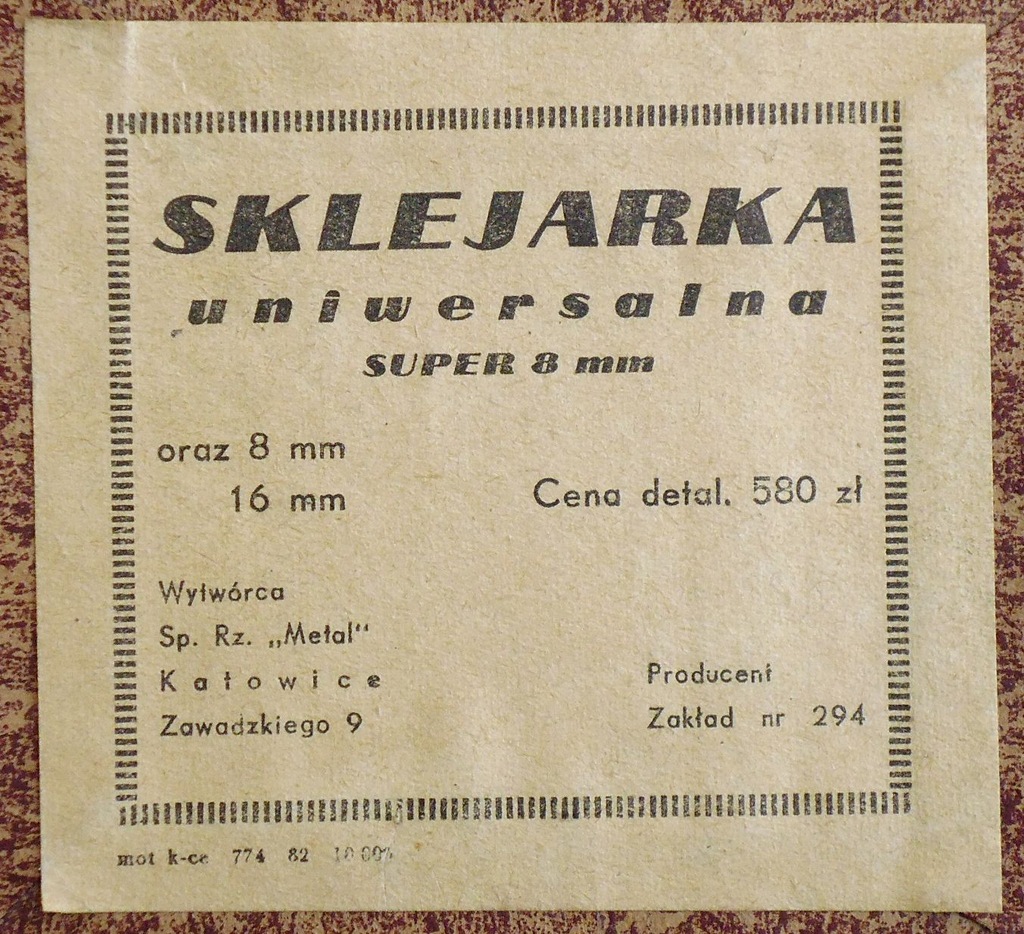 SKLEJARKA
uniwersalna
SUPER 8 mm
oraz 8 mm
16 mm
Cena detal. 580 zł
Wytwórca
Sp. Rz. „Metal“
Katowice
Zawadzkiego 9
Producent
Zakład nr 294
mot k-ce 774 82